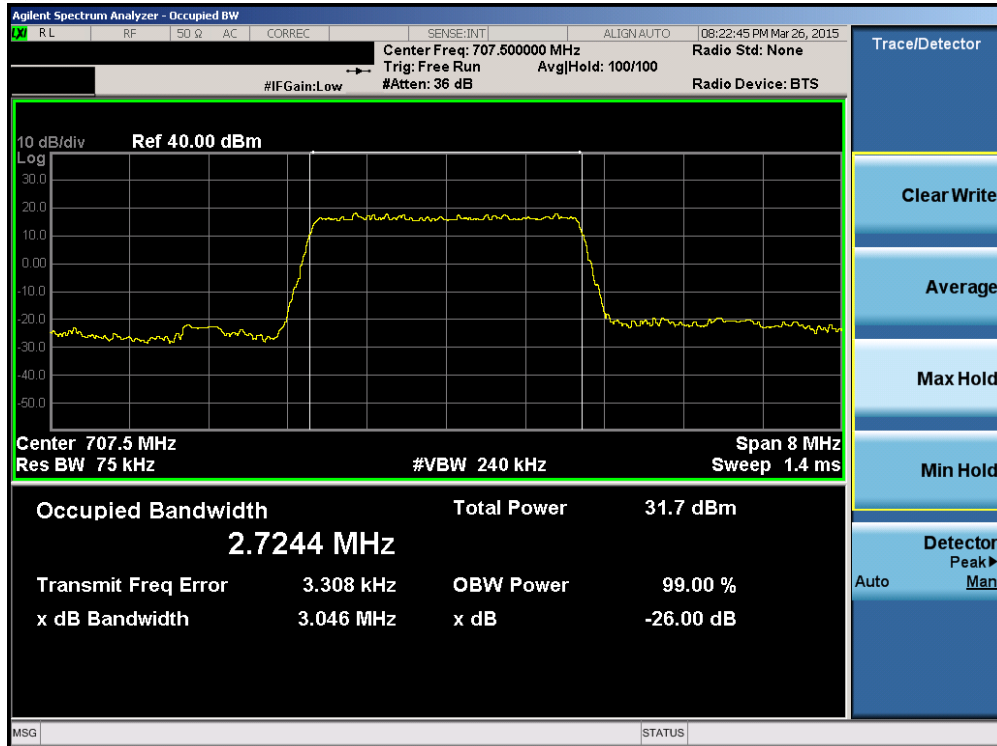 Agilent Spectrum Analyzer - Occupied BW
LXI RL RF 50 Ω AC CORREC SENSE:INT ALIGN AUTO 08:22:45 PM Mar 26, 2015
Center Freq: 707.500000 MHz Radio Std: None
Trig: Free Run Avg|Hold: 100/100
#IFGain:Low #Atten: 36 dB Radio Device: BTS
10 dB/div Ref 40.00 dBm
Log
30.0
20.0
10.0
0.00
-10.0
-20.0
-30.0
-40.0
-50.0
Center 707.5 MHz Span 8 MHz
Res BW 75 kHz #VBW 240 kHz Sweep 1.4 ms
Occupied Bandwidth Total Power 31.7 dBm
2.7244 MHz
Transmit Freq Error 3.308 kHz OBW Power 99.00 %
x dB Bandwidth 3.046 MHz x dB -26.00 dB
MSG STATUS
Trace/Detector
Clear Write
Average
Max Hold
Min Hold
Detector
Peak▶
Auto Man